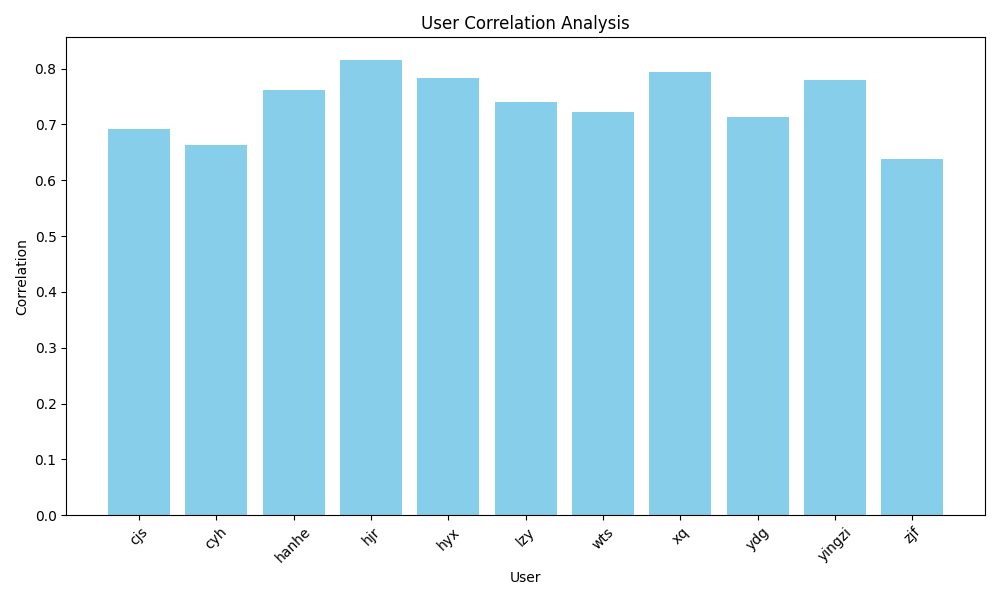 User Correlation Analysis
Correlation
0.8
0.7
0.6
0.5
0.4
0.3
0.2
0.1
0.0
cjs
cyh
hanhe
hjr
hyx
lzy
wts
xq
ydg
yingzi
zjf
User